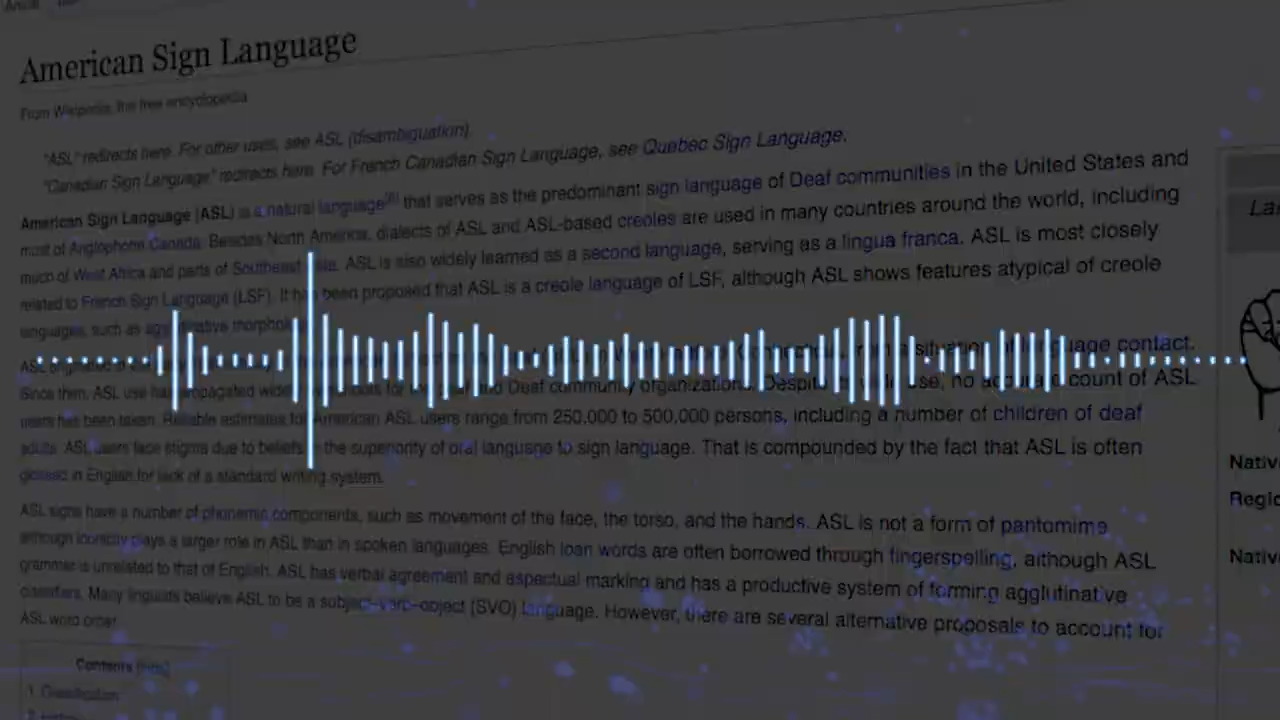 American Sign Language
From Wikipedia, the free encyclopedia
"ASL" redirects here. For other uses, see ASL (disambiguation).
"Canadian Sign Language" redirects here. For French Canadian Sign Language, see Quebec Sign Language.
American Sign Language (ASL) is a natural language that serves as the predominant sign language of Deaf communities in the United States and
most of Anglophone Canada. Besides North America, dialects of ASL and ASL-based creoles are used in many countries around the world, including
much of West Africa and parts of Southeast Asia. ASL is also widely learned as a second language, serving as a lingua franca. ASL is most closely
related to French Sign Language (LSF). It has been proposed that ASL is a creole language of LSF, although ASL shows features atypical of creole
languages, such as agglutinative
ASL situation of language contact.
Since then, ASL use has propagated Deaf community organizations. Despite its wide use, no accurate count of ASL
users has been taken. Reliable estimates for American ASL users range from 250,000 to 500,000 persons, including a number of children of deaf
adults. ASL users face stigma due to beliefs in the superiority of oral language to sign language. That is compounded by the fact that ASL is often
glossed in English for lack of a standard writing system.
ASL signs have a number of phonemic components, such as movement of the face, the torso, and the hands. ASL is not a form of pantomime
although iconicity plays a larger role in ASL than in spoken languages. English loan words are often borrowed through fingerspelling, although ASL
grammar is unrelated to that of English. ASL has verbal agreement and aspectual marking and has a productive system of forming agglutinative
classifiers. Many linguists believe ASL to be a subject–verb–object (SVO) language. However, there are several alternative proposals to account for
ASL word order.
Contents [hide]
1 Classification
La
Nativ
Regio
Nativ